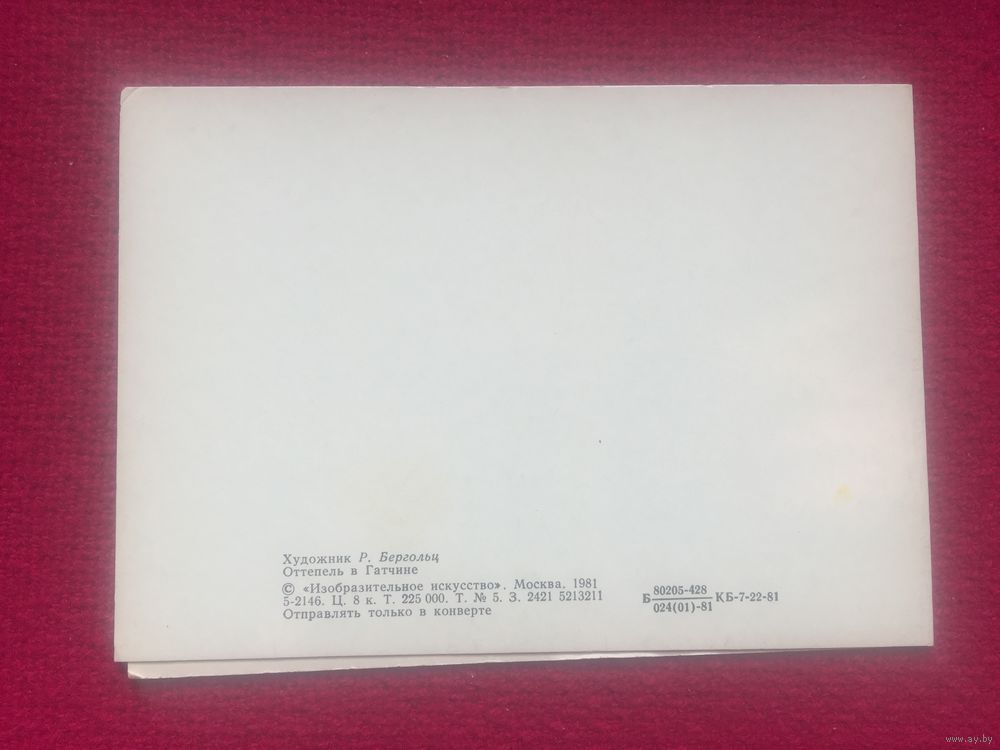 Художник Р. Бергольц
Оттепель в Гатчине
© «Изобразительное искусство». Москва. 1981
5-2146. Ц. 8 к. Т. 225 000. Т. № 5. З. 2421 5213211
Отправлять только в конверте
Б 80205-428 КБ-7-22-81
024(01)-81
www.ay.by